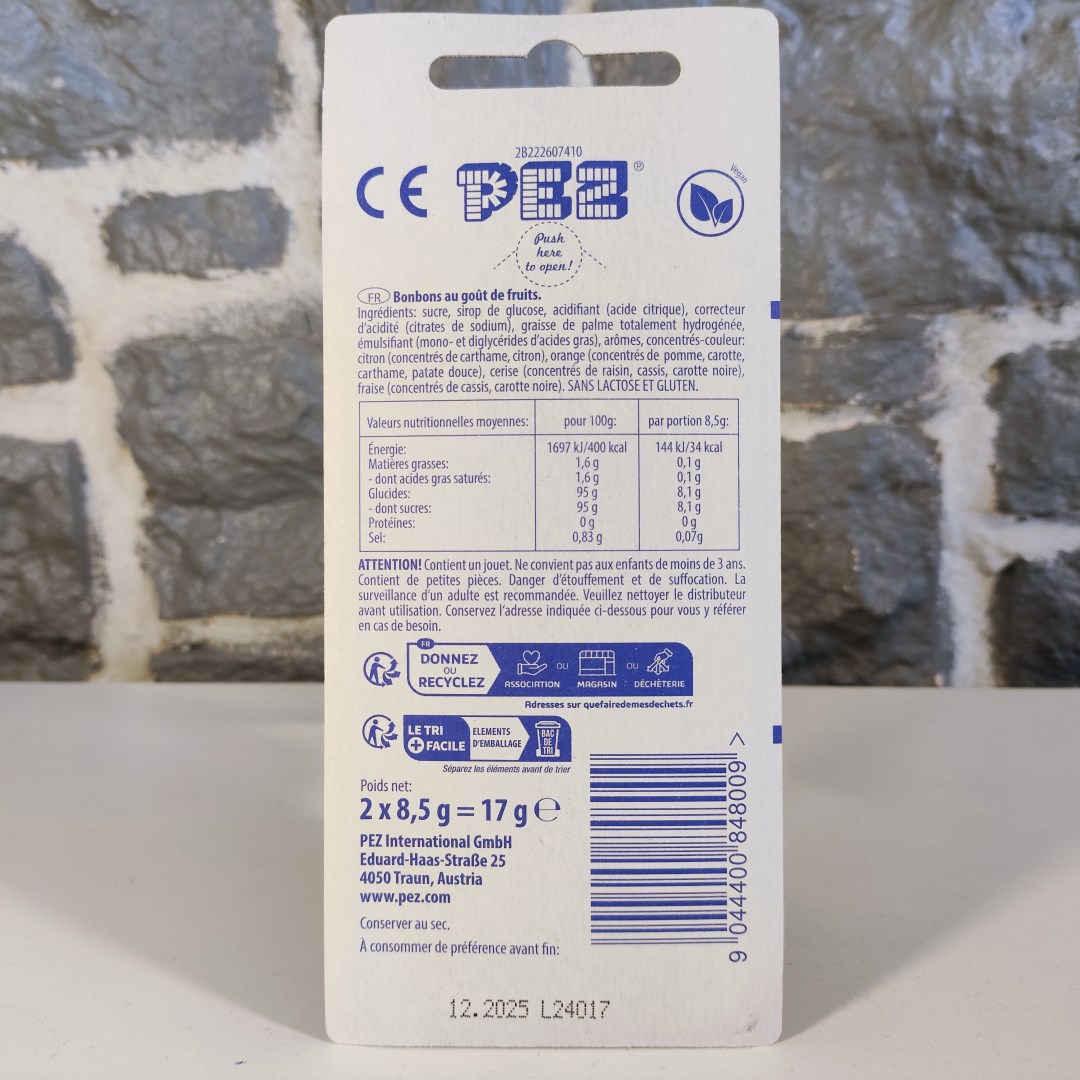 2B222607410
CE PEZ®
Vegan
Push
here
to open!
FR Bonbons au goût de fruits.
Ingrédients: sucre, sirop de glucose, acidifiant (acide citrique), correcteur
d'acidité (citrates de sodium), graisse de palme totalement hydrogénée,
émulsifiant (mono- et diglycérides d'acides gras), arômes, concentrés-couleur:
citron (concentrés de carthame, citron), orange (concentrés de pomme, carotte,
carthame, patate douce), cerise (concentrés de raisin, cassis, carotte noire),
fraise (concentrés de cassis, carotte noire). SANS LACTOSE ET GLUTEN.
Valeurs nutritionnelles moyennes: pour 100g: par portion 8,5g:
Énergie: 1697 kJ/400 kcal 144 kJ/34 kcal
Matières grasses: 1,6 g 0,1 g
- dont acides gras saturés: 1,6 g 0,1 g
Glucides: 95 g 8,1 g
- dont sucres: 95 g 8,1 g
Protéines: 0 g 0 g
Sel: 0,83 g 0,07g
ATTENTION! Contient un jouet. Ne convient pas aux enfants de moins de 3 ans.
Contient de petites pièces. Danger d'étouffement et de suffocation. La
surveillance d'un adulte est recommandée. Veuillez nettoyer le distributeur
avant utilisation. Conservez l'adresse indiquée ci-dessous pour vous y référer
en cas de besoin.
FR
DONNEZ
OU
RECYCLEZ
ASSOCIATION OU MAGASIN OU DÉCHÈTERIE
Adresses sur quefairedemesdechets.fr
LE TRI
+ FACILE
ELEMENTS
D'EMBALLAGE
BAC
DE
TRI
Séparez les éléments avant de trier
Poids net:
2 x 8,5 g = 17 g ℮
PEZ International GmbH
Eduard-Haas-Straße 25
4050 Traun, Austria
www.pez.com
Conserver au sec.
À consommer de préférence avant fin:
9 044400 848009 >
12.2025 L24017